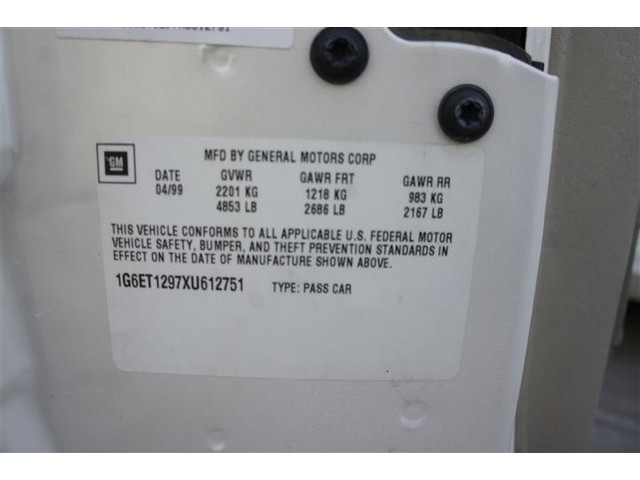 GM
MFD BY GENERAL MOTORS CORP
DATE GVWR GAWR FRT GAWR RR
04/99 2201 KG 1218 KG 983 KG
4853 LB 2686 LB 2167 LB
THIS VEHICLE CONFORMS TO ALL APPLICABLE U.S. FEDERAL MOTOR
VEHICLE SAFETY, BUMPER, AND THEFT PREVENTION STANDARDS IN
EFFECT ON THE DATE OF MANUFACTURE SHOWN ABOVE.
1G6ET1297XU612751 TYPE: PASS CAR